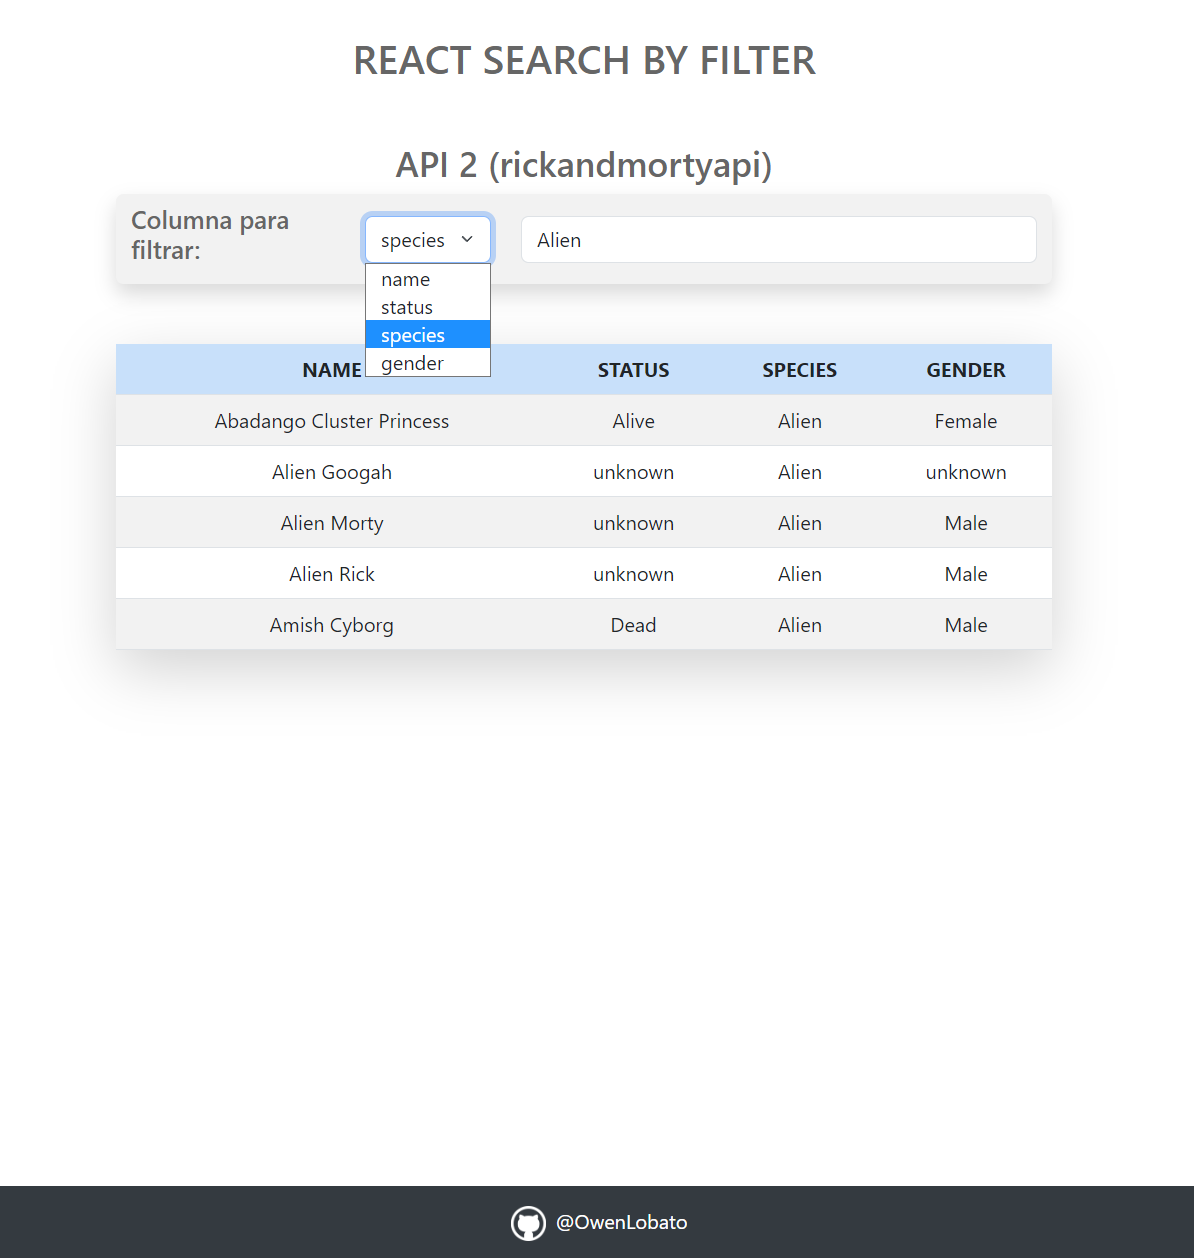 REACT SEARCH BY FILTER
API 2 (rickandmortyapi)
Columna para
filtrar:
species
Alien
name
status
species
gender
NAME STATUS SPECIES GENDER
Abadango Cluster Princess Alive Alien Female
Alien Googah unknown Alien unknown
Alien Morty unknown Alien Male
Alien Rick unknown Alien Male
Amish Cyborg Dead Alien Male
@OwenLobato